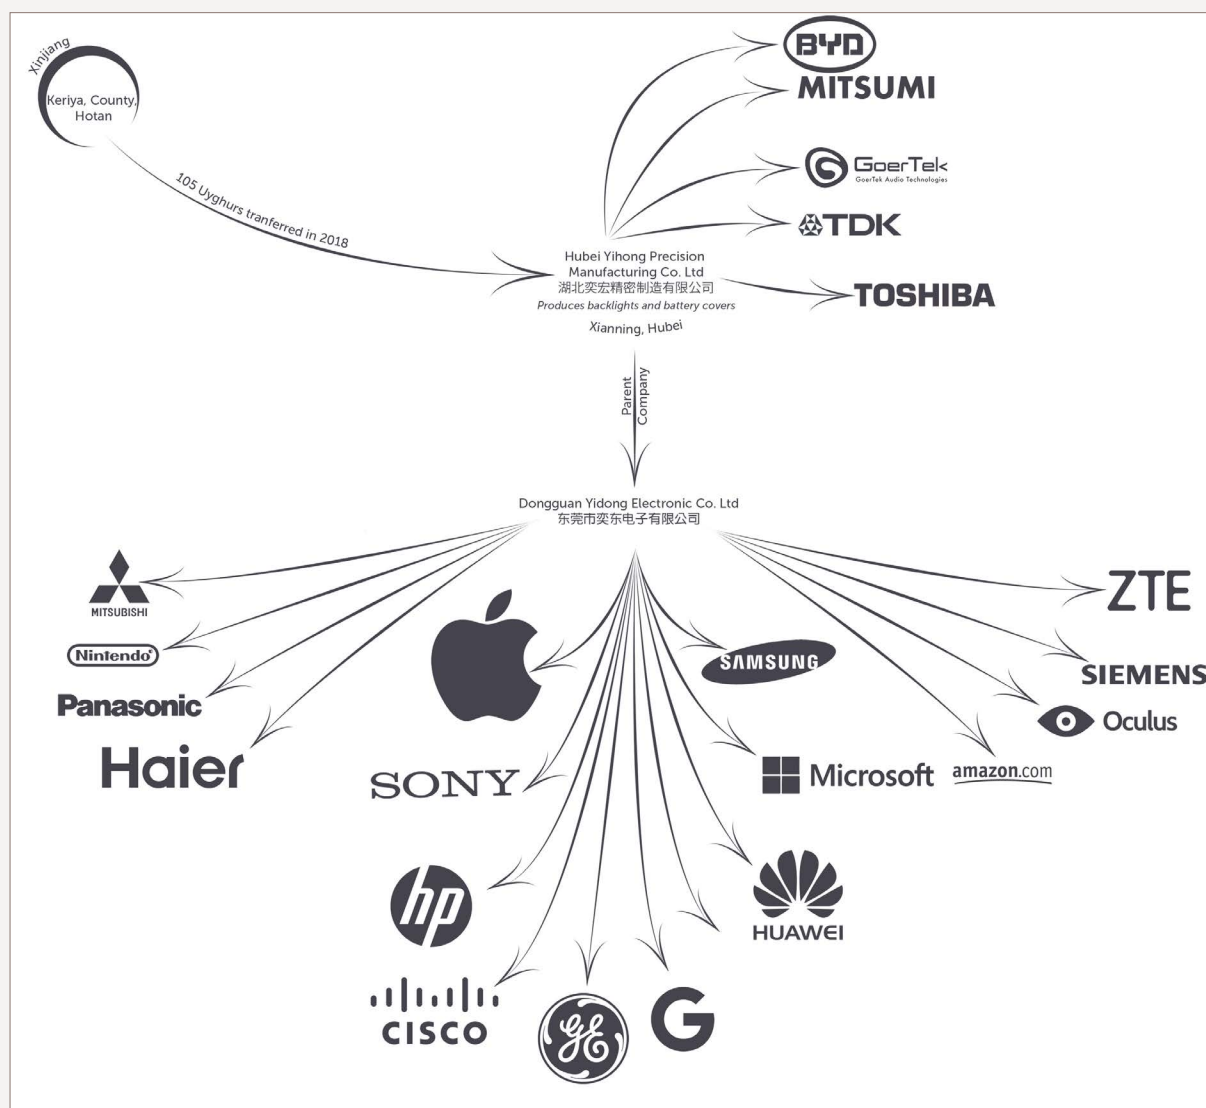 Xinjiang
Keriya, County,
Hotan
105 Uyghurs tranferred in 2018
BYD
MITSUMI
GoerTek
GoerTek Audio Technologies
TDK
Hubei Yihong Precision
Manufacturing Co. Ltd
湖北奕宏精密制造有限公司
Produces backlights and battery covers
Xianning, Hubei
TOSHIBA
Parent
Company
Dongguan Yidong Electronic Co. Ltd
东莞市奕东电子有限公司
MITSUBISHI
Nintendo
Panasonic
Haier
SAMSUNG
SONY
Microsoft
ZTE
SIEMENS
Oculus
amazon.com
hp
HUAWEI
CISCO
GE
G